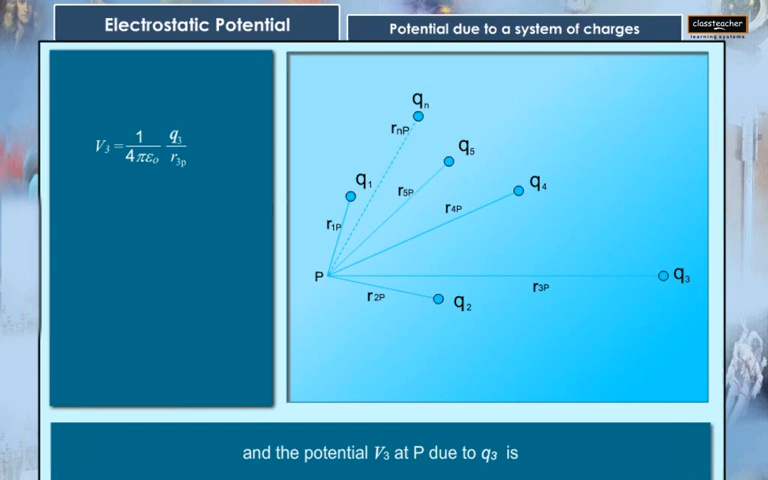 Electrostatic Potential
Potential due to a system of charges
classteacher
learning systems
V₃ = 1/4πε₀ q₃/r₃p
qₙ
rnP
q₅
q₁
r5P
q₄
r4P
r1P
P
q₃
r2P
q₂
r3P
and the potential V₃ at P due to q₃ is